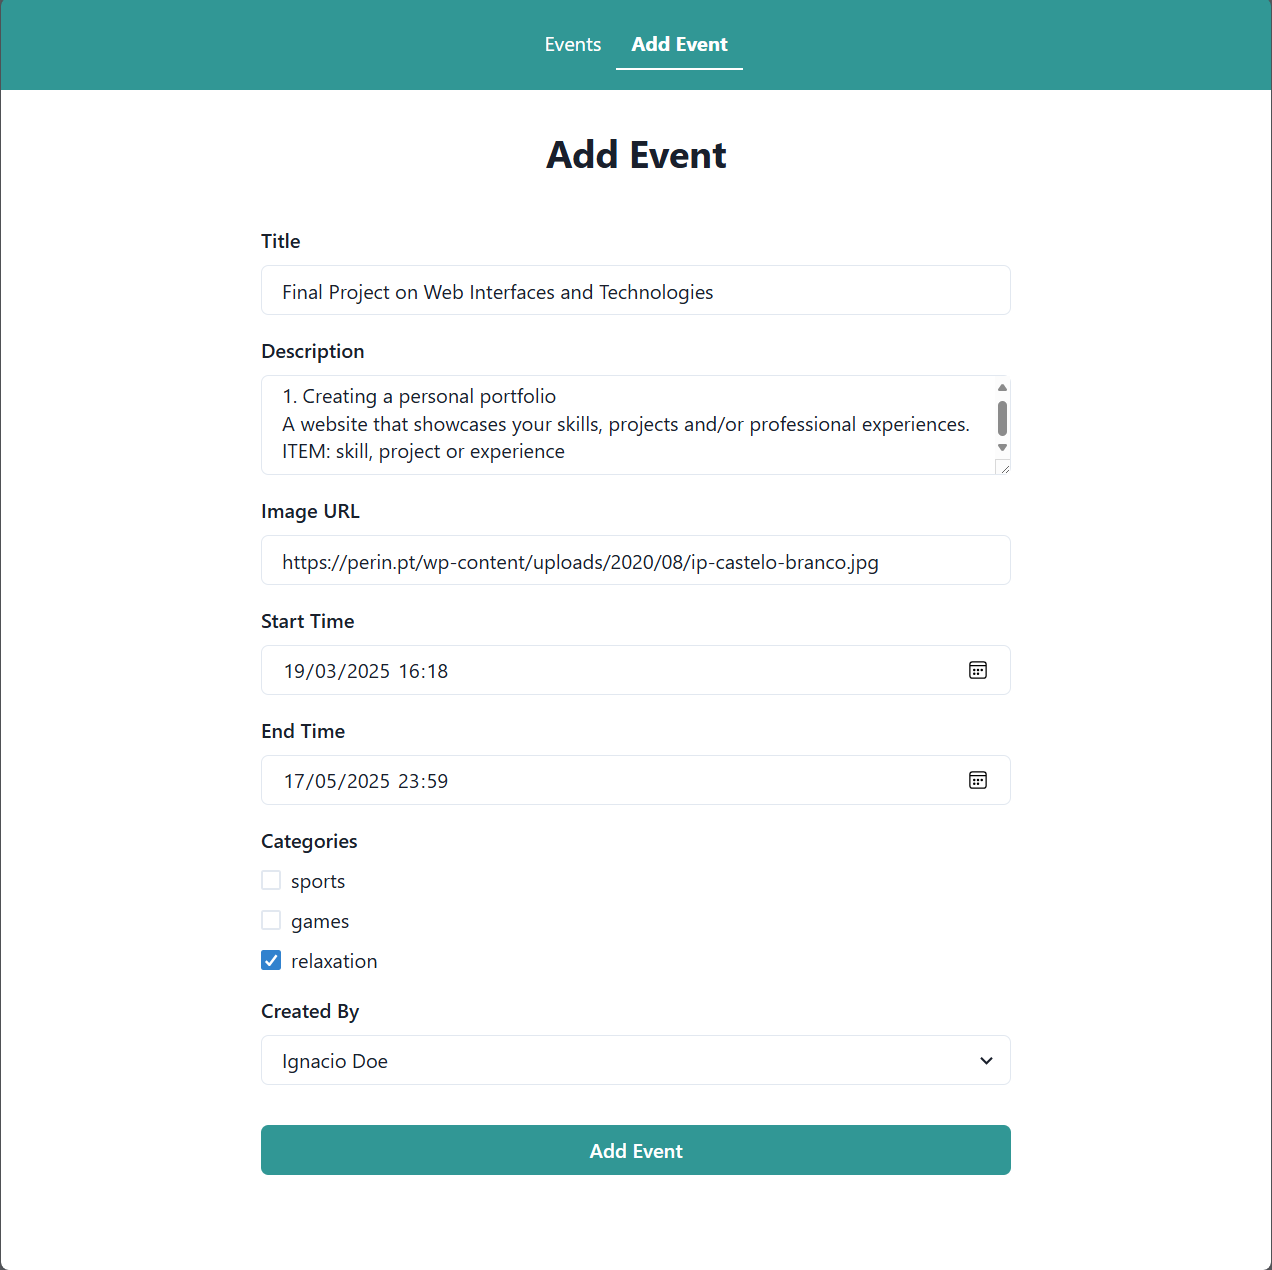 Events Add Event
Add Event
Title
Final Project on Web Interfaces and Technologies
Description
1. Creating a personal portfolio
A website that showcases your skills, projects and/or professional experiences.
ITEM: skill, project or experience
Image URL
https://perin.pt/wp-content/uploads/2020/08/ip-castelo-branco.jpg
Start Time
19/03/2025 16:18
End Time
17/05/2025 23:59
Categories
sports
games
relaxation
Created By
Ignacio Doe
Add Event